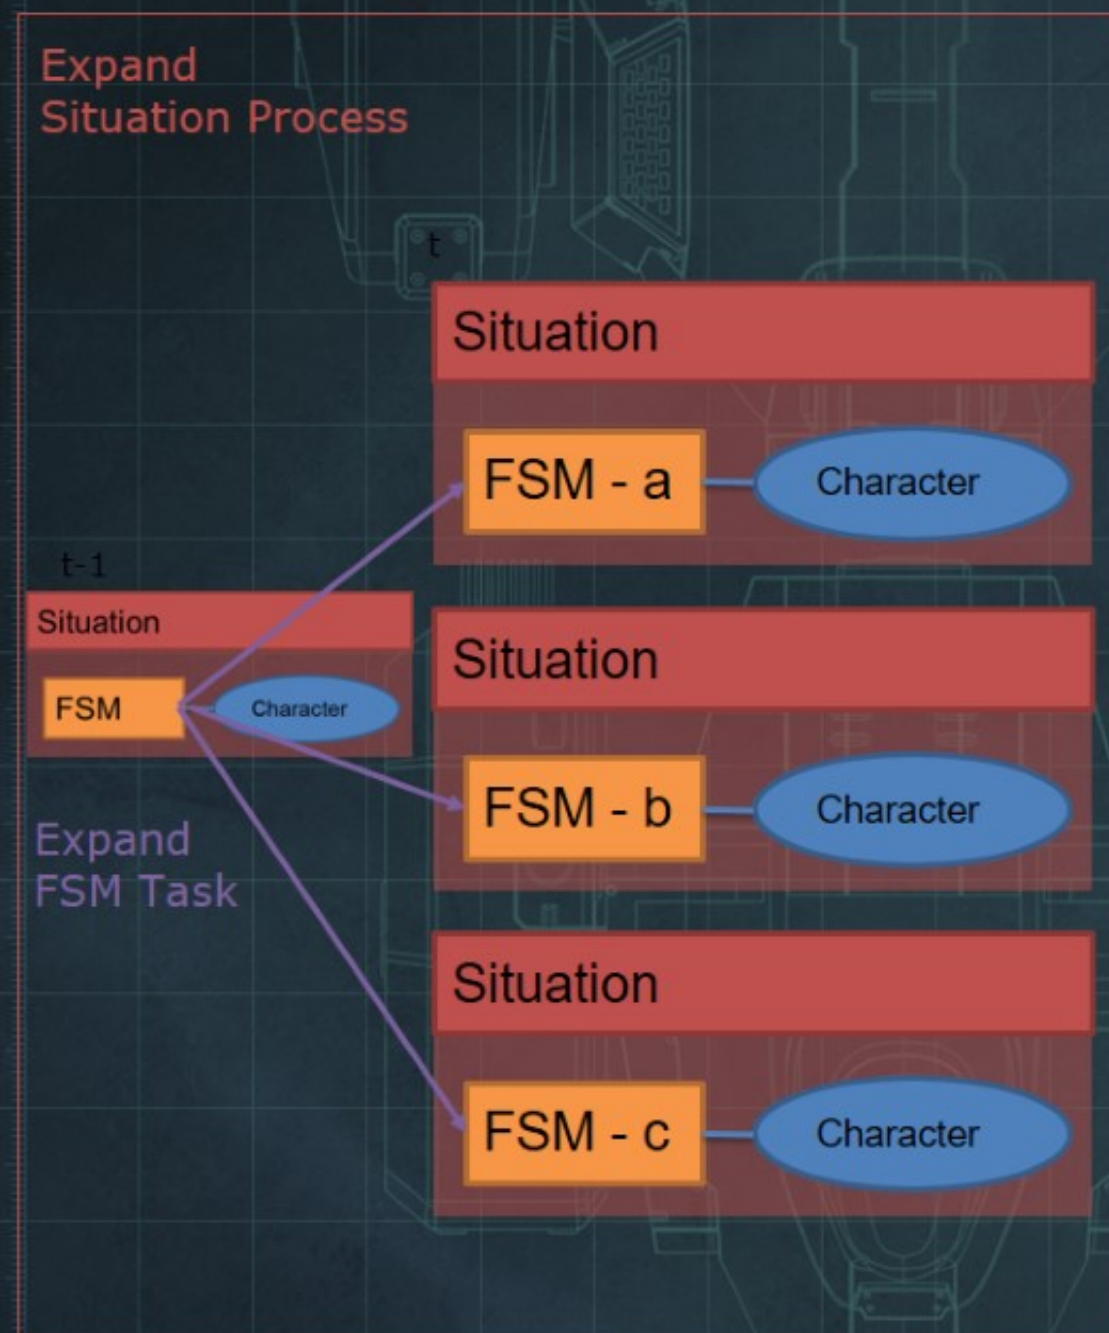 Expand
Situation Process
t
Situation
FSM - a
Character
t-1
Situation
FSM
Character
Situation
FSM - b
Character
Expand
FSM Task
Situation
FSM - c
Character